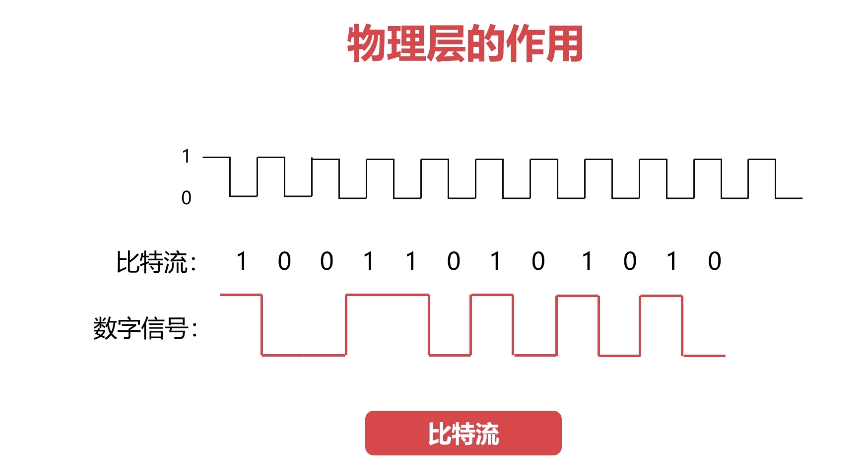 物理层的作用
1
0
比特流： 1 0 0 1 1 0 1 0 1 0 1 0
数字信号：
比特流